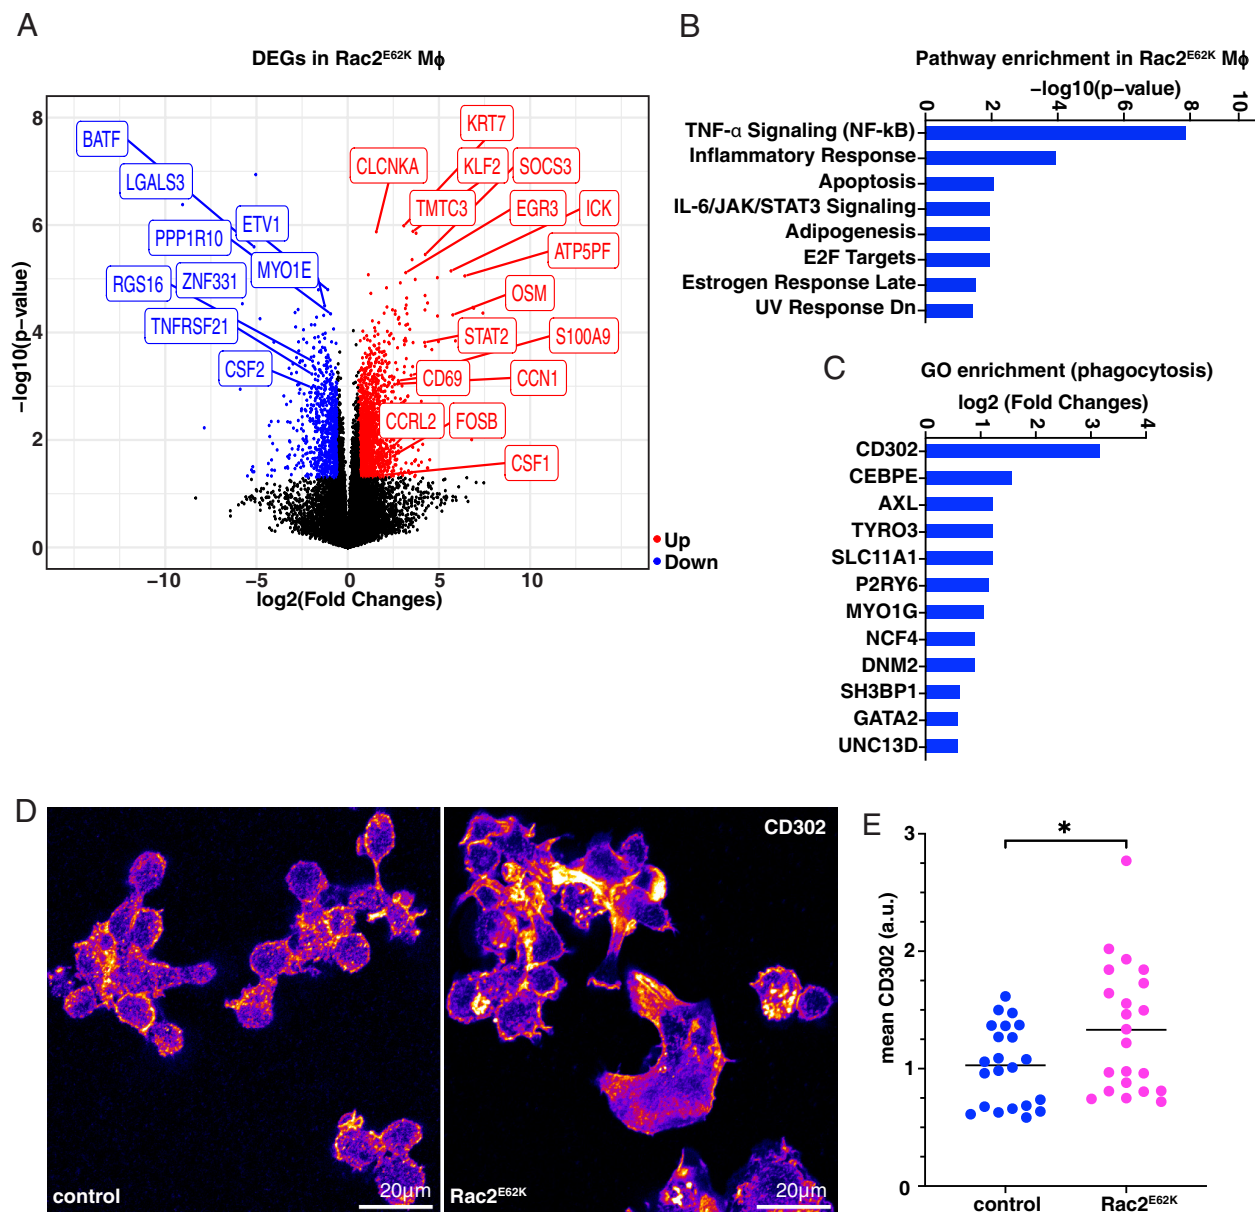 A
DEGs in Rac2E62K Mϕ
−log10(p−value)
8
6
4
2
0
BATF
LGALS3
ETV1
PPP1R10
MYO1E
RGS16
ZNF331
TNFRSF21
CSF2
KRT7
CLCNKA
KLF2
SOCS3
TMTC3
EGR3
ICK
ATP5PF
OSM
STAT2
S100A9
CD69
CCN1
CCRL2
FOSB
CSF1
−10
−5
0
5
10
log2(Fold Changes)
Up
Down
B
Pathway enrichment in Rac2E62K Mϕ
−log10(p−value)
0
2
4
6
8
10
TNF-α Signaling (NF-kB)
Inflammatory Response
Apoptosis
IL-6/JAK/STAT3 Signaling
Adipogenesis
E2F Targets
Estrogen Response Late
UV Response Dn
C
GO enrichment (phagocytosis)
log2 (Fold Changes)
0
1
2
3
4
CD302
CEBPE
AXL
TYRO3
SLC11A1
P2RY6
MYO1G
NCF4
DNM2
SH3BP1
GATA2
UNC13D
D
CD302
control
20μm
Rac2E62K
20μm
E
mean CD302 (a.u.)
3
2
1
0
*
control
Rac2E62K